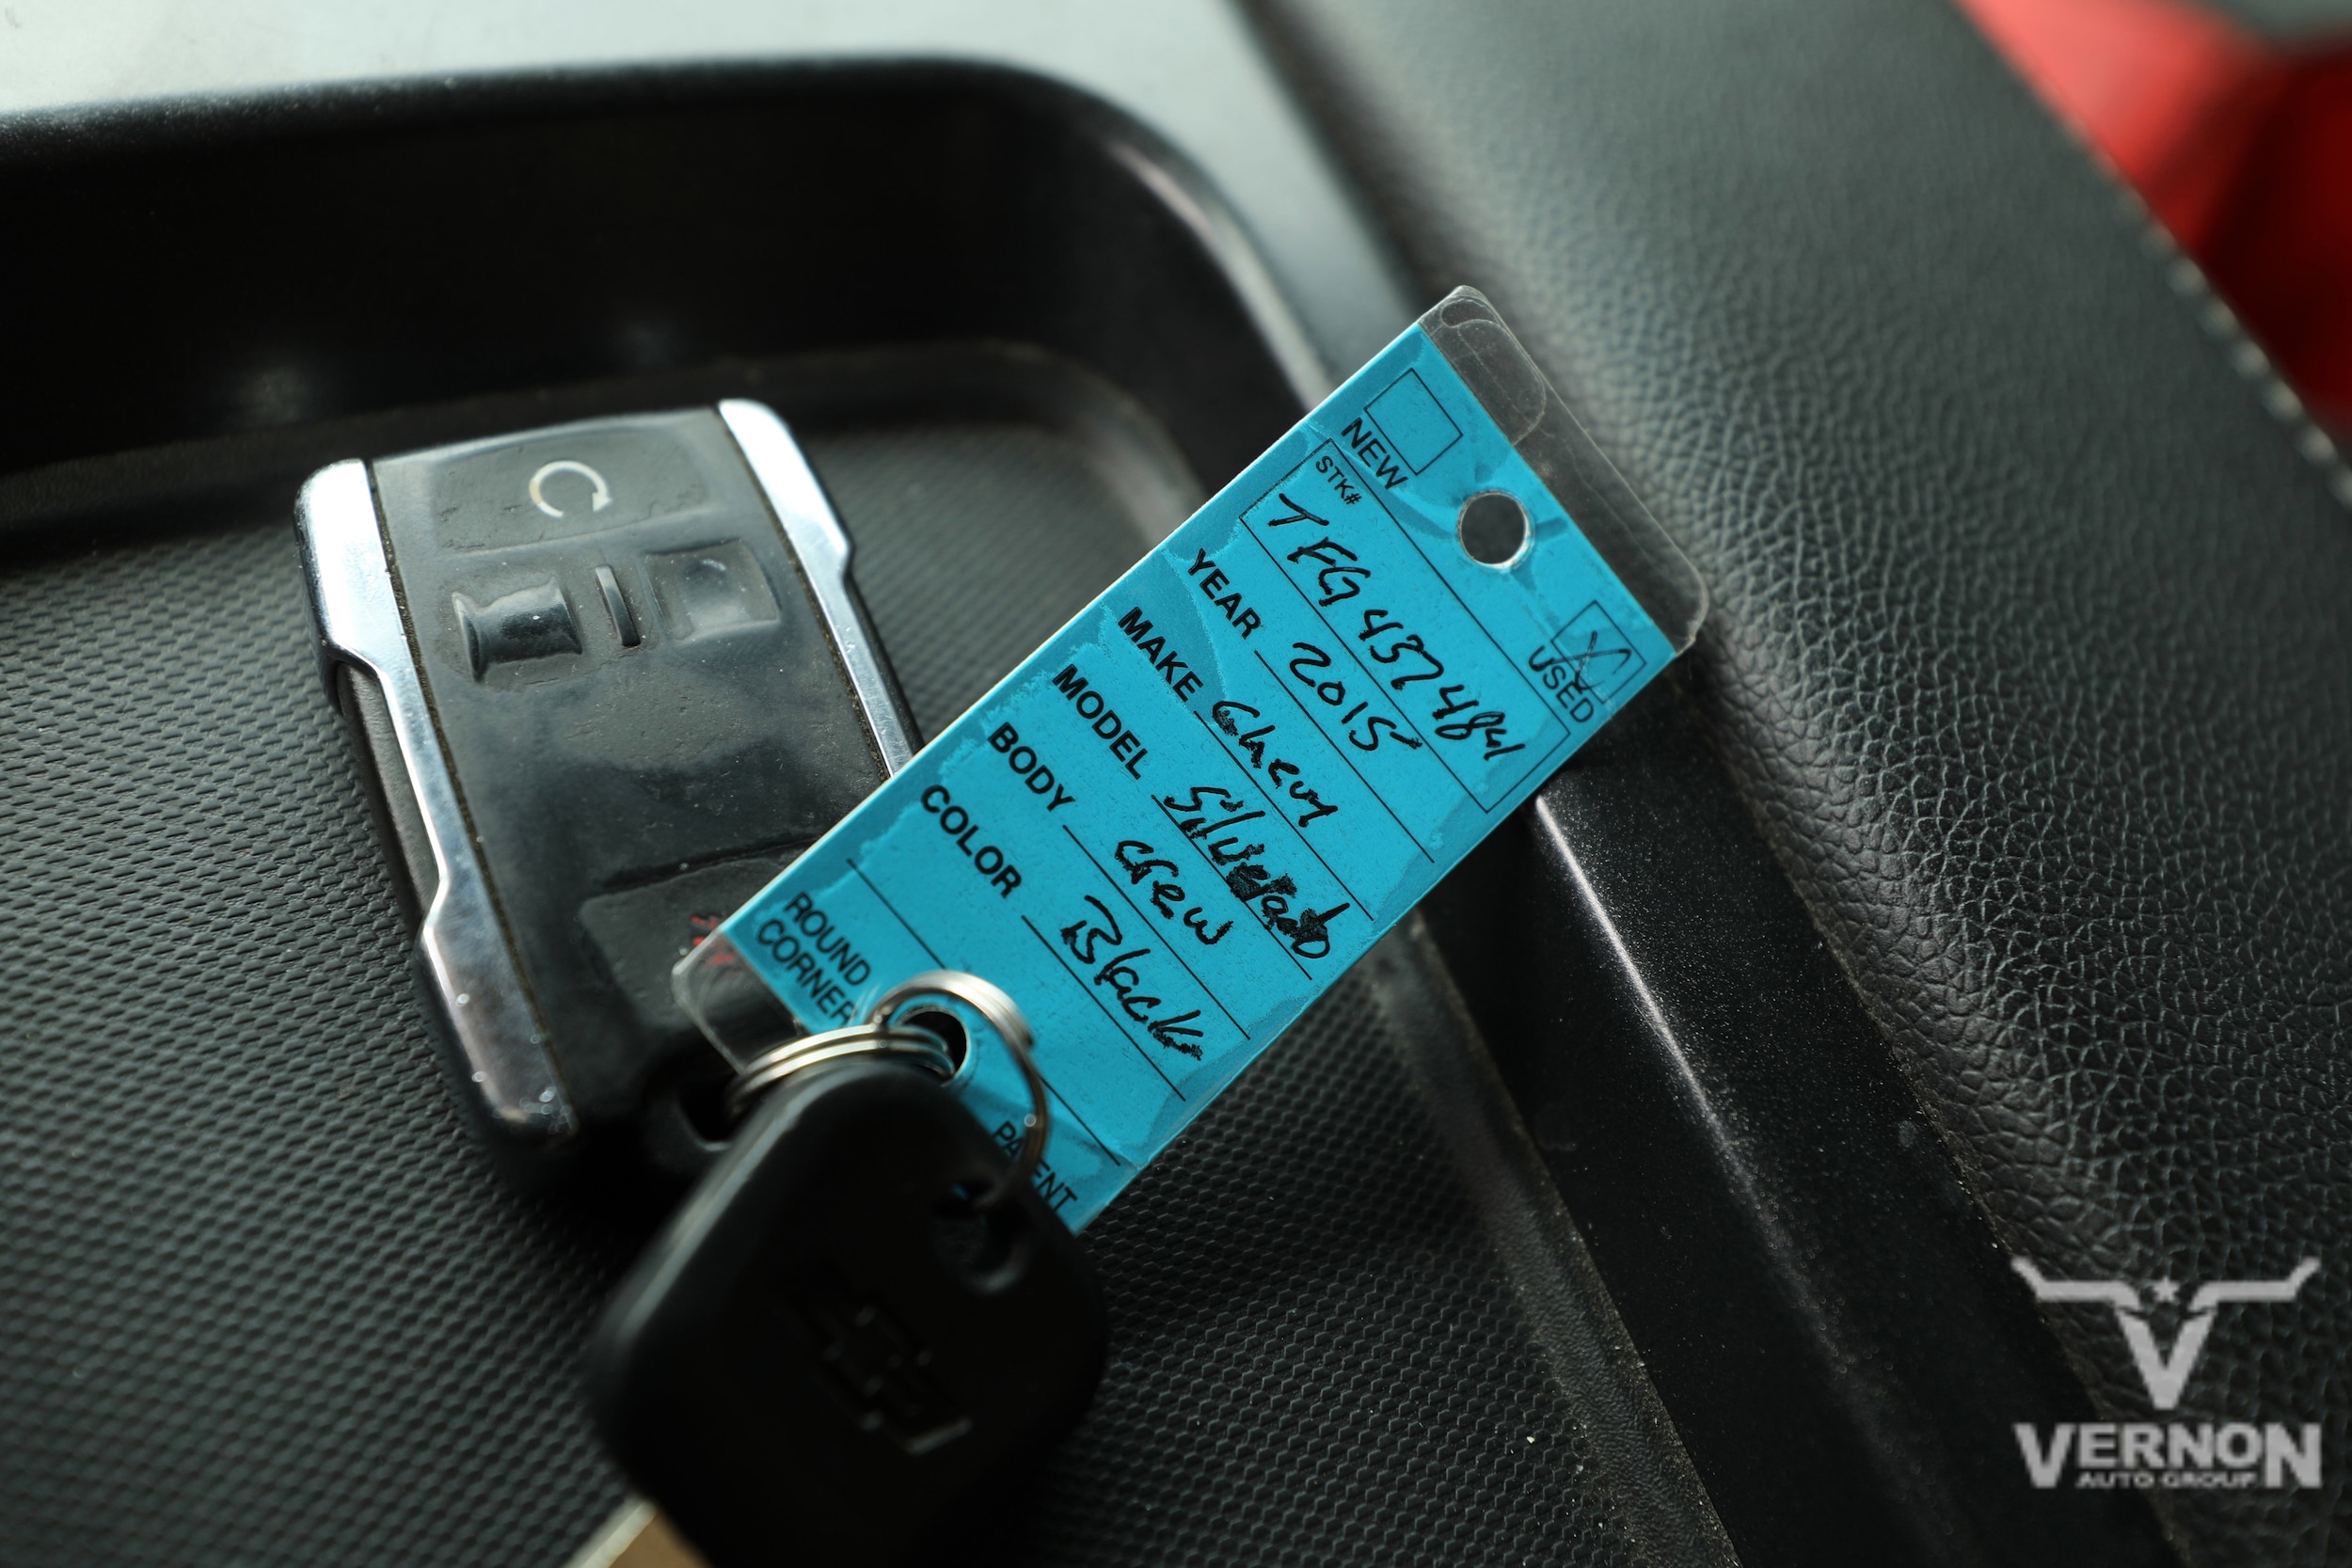 NEW
USED
STK#
YEAR 2015
MAKE Chevy
MODEL Silverado
BODY crew
COLOR Black
ROUND
CORNER
PATENT
VERNON
AUTO GROUP